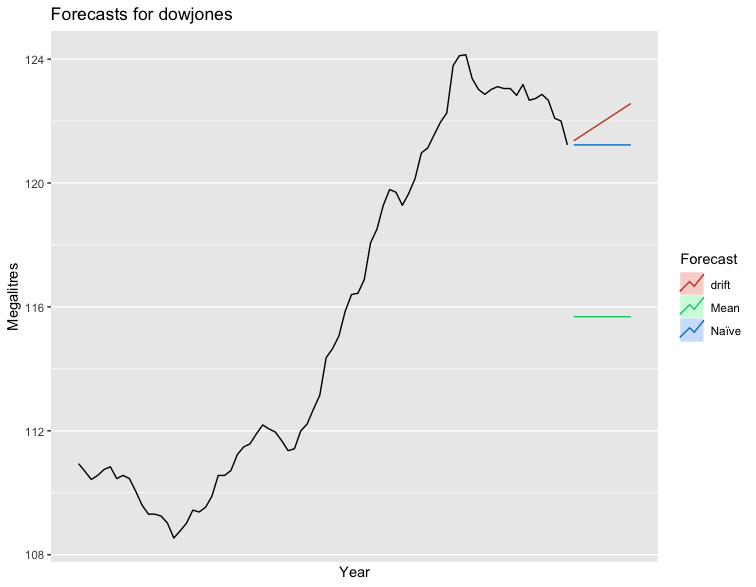 Forecasts for dowjones
124
120
116
112
108
Megalitres
Year
Forecast
drift
Mean
Naïve